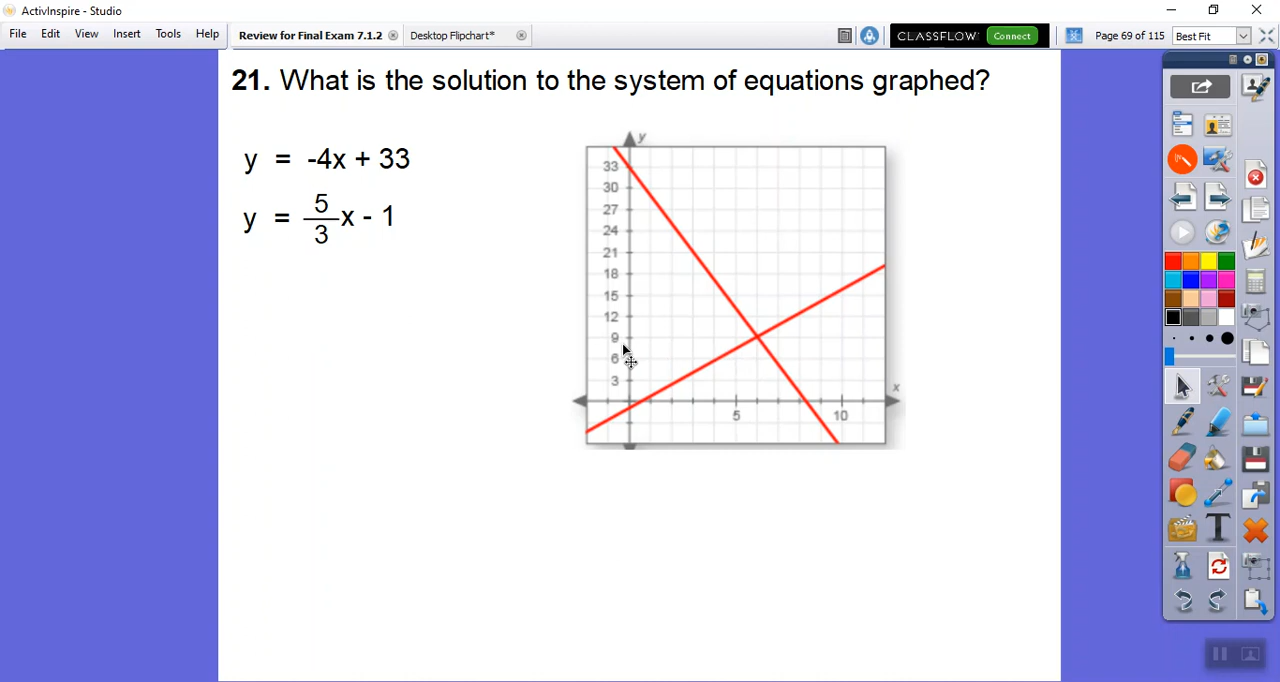 ActivInspire - Studio
File Edit View Insert Tools Help
Review for Final Exam 7.1.2
Desktop Flipchart*
CLASSFLOW
Connect
Page 69 of 115
Best Fit
21. What is the solution to the system of equations graphed?
y = -4x + 33
y = 5/3 x - 1
y
33
30
27
24
21
18
15
12
9
6
3
x
5
10
T